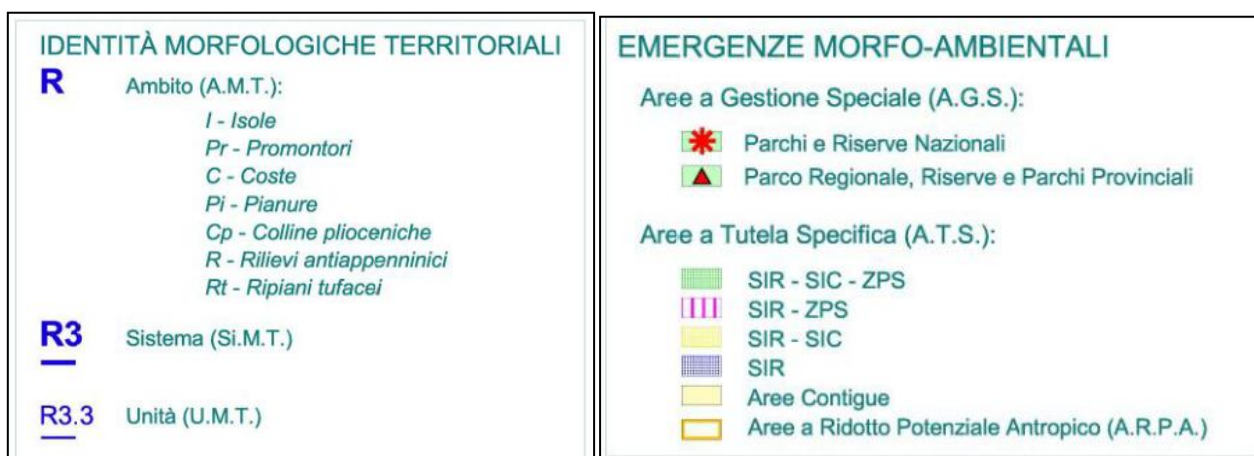 IDENTITÀ MORFOLOGICHE TERRITORIALI
R Ambito (A.M.T.):
I - Isole
Pr - Promontori
C - Coste
Pi - Pianure
Cp - Colline plioceniche
R - Rilievi antiappenninici
Rt - Ripiani tufacei
R3 Sistema (Si.M.T.)
R3.3 Unità (U.M.T.)
EMERGENZE MORFO-AMBIENTALI
Aree a Gestione Speciale (A.G.S.):
Parchi e Riserve Nazionali
Parco Regionale, Riserve e Parchi Provinciali
Aree a Tutela Specifica (A.T.S.):
SIR - SIC - ZPS
SIR - ZPS
SIR - SIC
SIR
Aree Contigue
Aree a Ridotto Potenziale Antropico (A.R.P.A.)